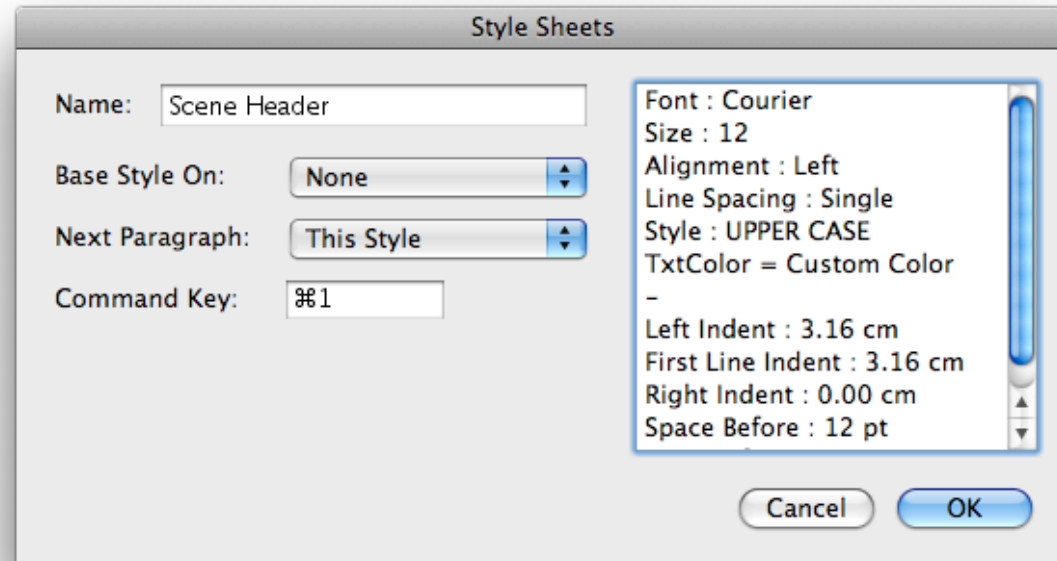 Style Sheets
Name: Scene Header
Base Style On: None
Next Paragraph: This Style
Command Key: ⌘1
Font : Courier
Size : 12
Alignment : Left
Line Spacing : Single
Style : UPPER CASE
TxtColor = Custom Color
-
Left Indent : 3.16 cm
First Line Indent : 3.16 cm
Right Indent : 0.00 cm
Space Before : 12 pt
Cancel OK